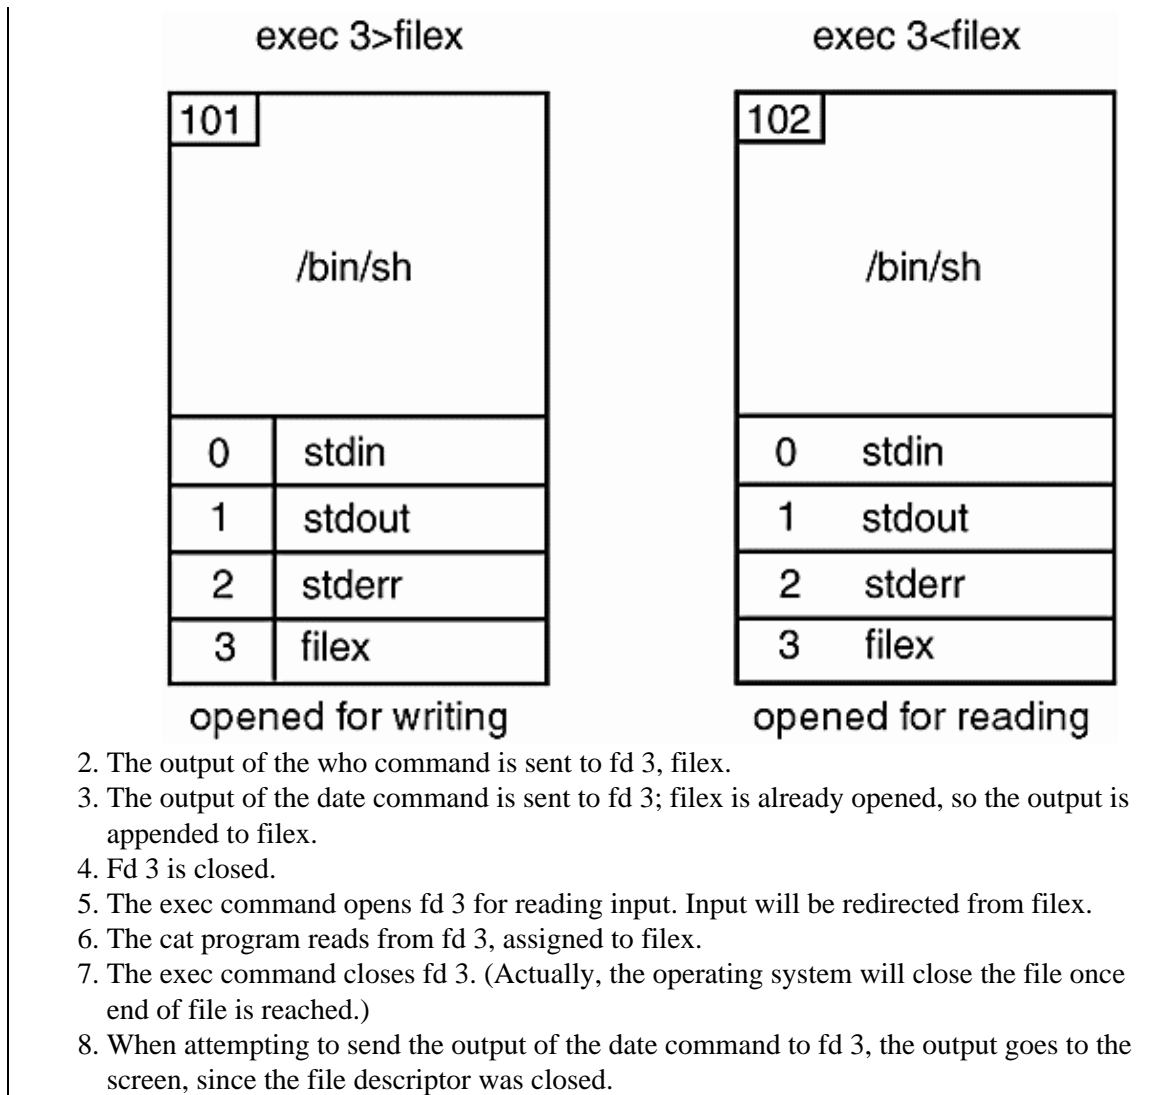 exec 3>filex
exec 3<filex
101
102
/bin/sh
/bin/sh
0 stdin
0 stdin
1 stdout
1 stdout
2 stderr
2 stderr
3 filex
3 filex
opened for writing
opened for reading
2. The output of the who command is sent to fd 3, filex.
3. The output of the date command is sent to fd 3; filex is already opened, so the output is
appended to filex.
4. Fd 3 is closed.
5. The exec command opens fd 3 for reading input. Input will be redirected from filex.
6. The cat program reads from fd 3, assigned to filex.
7. The exec command closes fd 3. (Actually, the operating system will close the file once
end of file is reached.)
8. When attempting to send the output of the date command to fd 3, the output goes to the
screen, since the file descriptor was closed.